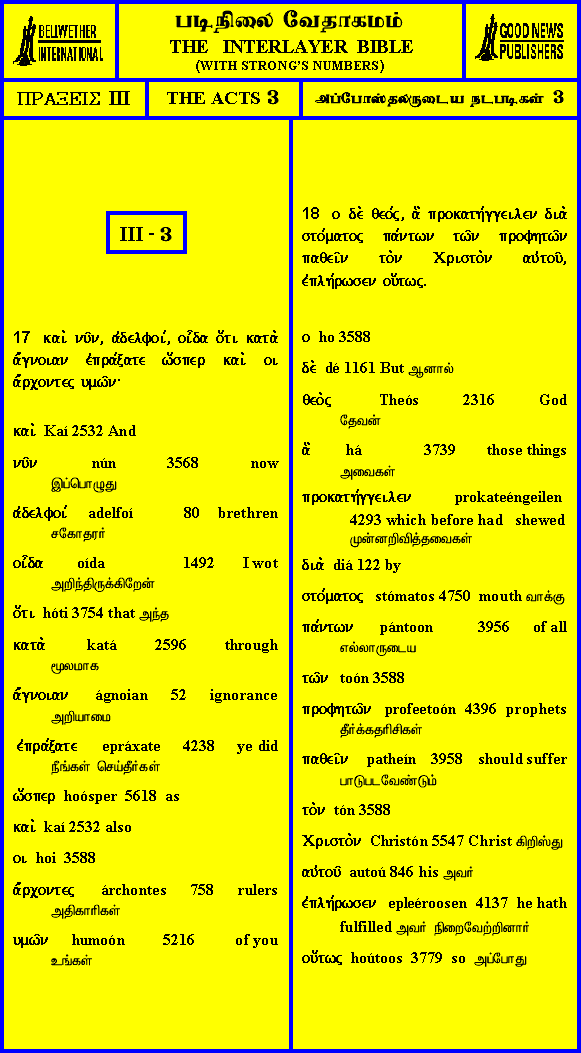 BELLWETHER
INTERNATIONAL
படிநிலை வேதாகமம்
THE INTERLAYER BIBLE
(WITH STRONG'S NUMBERS)
GOOD NEWS
PUBLISHERS
ΠΡΑΞΕΙΣ III
THE ACTS 3
அப்போஸ்தலருடைய நடபடிகள் 3
III - 3
17 καὶ νῦν, ἀδελφοί, οἶδα ὅτι κατὰ
ἄγνοιαν ἐπράξατε ὥσπερ καὶ οι
ἄρχοντες υμῶν·
καὶ Kaí 2532 And
νῦν nún 3568 now
இப்பொழுது
ἀδελφοί adelfoí 80 brethren
சகோதரர்
οἶδα oída 1492 I wot
அறிந்திருக்கிறேன்
ὅτι hóti 3754 that அந்த
κατὰ katá 2596 through
மூலமாக
ἄγνοιαν ágnoian 52 ignorance
அறியாமை
ἐπράξατε epráxate 4238 ye did
நீங்கள் செய்தீர்கள்
ὥσπερ hoósper 5618 as
καὶ kaí 2532 also
οι hoi 3588
ἄρχοντες árchontes 758 rulers
அதிகாரிகள்
υμῶν humoón 5216 of you
உங்கள்
18 ο δὲ θεός, ἃ προκατήγγειλεν διὰ
στόματος πάντων τῶν προφητῶν
παθεῖν τὸν Χριστὸν αὐτοῦ,
ἐπλήρωσεν οὕτως.
ο ho 3588
δὲ dé 1161 But ஆனால்
θεὸς Theós 2316 God
தேவன்
ἃ há 3739 those things
அவைகள்
προκατήγγειλεν prokateéngeilen
4293 which before had shewed
முன்னறிவித்தவைகள்
διὰ diá 122 by
στόματος stómatos 4750 mouth வாக்கு
πάντων pántoon 3956 of all
எல்லாருடைய
τῶν toón 3588
προφητῶν profeetoón 4396 prophets
தீர்க்கதரிசிகள்
παθεῖν patheín 3958 should suffer
பாடுபடவேண்டும்
τὸν tón 3588
Χριστὸν Christón 5547 Christ கிறிஸ்து
αὐτοῦ autoú 846 his அவர்
ἐπλήρωσεν epleéroosen 4137 he hath
fulfilled அவர் நிறைவேற்றினார்
οὕτως hoútoos 3779 so அப்போது